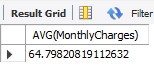 Result Grid Filter
AVG(MonthlyCharges)
64.79820819112632